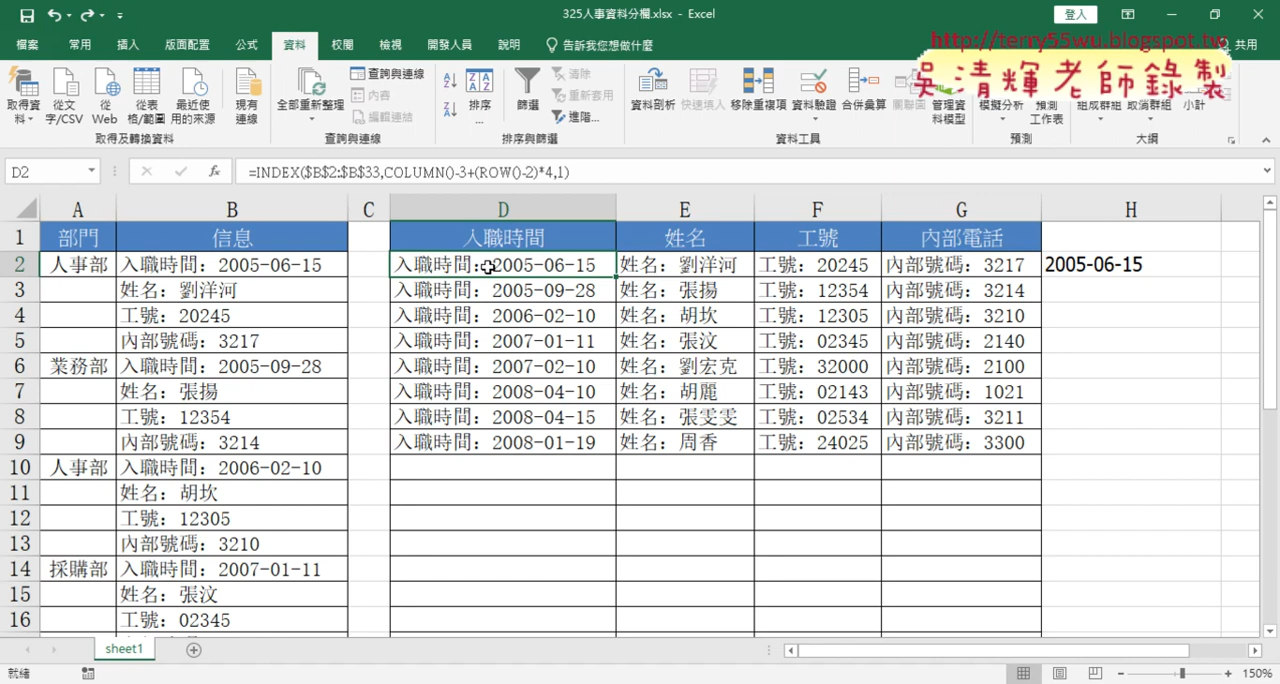 325人事資料分欄.xlsx - Excel
登入
檔案 常用 插入 版面配置 公式 資料 校閱 檢視 開發人員 說明 告訴我您想做什麼 共用
http://terry55wu.blogspot.tw
吳清輝老師錄製
取得資料 從文字/CSV 從Web 從表格/範圍 最近使用的來源 現有連線
全部重新整理 查詢與連線 內容 編輯連結
排序... 篩選 清除 重新套用 進階...
資料剖析 快速填入 移除重複項 資料驗證 合併彙算 關聯圖 管理資料模型
模擬分析 預測工作表 組成群組 取消群組 小計
取得及轉換資料 查詢與連線 排序與篩選 資料工具 預測 大綱
D2 fx =INDEX($B$2:$B$33,COLUMN()-3+(ROW()-2)*4,1)
A B C D E F G H
1 部門 信息 入職時間 姓名 工號 內部電話
2 人事部 入職時間：2005-06-15 入職時間：2005-06-15 姓名：劉洋河 工號：20245 內部號碼：3217 2005-06-15
3 姓名：劉洋河 入職時間：2005-09-28 姓名：張揚 工號：12354 內部號碼：3214
4 工號：20245 入職時間：2006-02-10 姓名：胡坎 工號：12305 內部號碼：3210
5 內部號碼：3217 入職時間：2007-01-11 姓名：張汶 工號：02345 內部號碼：2140
6 業務部 入職時間：2005-09-28 入職時間：2007-02-10 姓名：劉宏克 工號：32000 內部號碼：2100
7 姓名：張揚 入職時間：2008-04-10 姓名：胡麗 工號：02143 內部號碼：1021
8 工號：12354 入職時間：2008-04-15 姓名：張雯雯 工號：02534 內部號碼：3211
9 內部號碼：3214 入職時間：2008-01-19 姓名：周香 工號：24025 內部號碼：3300
10 人事部 入職時間：2006-02-10
11 姓名：胡坎
12 工號：12305
13 內部號碼：3210
14 採購部 入職時間：2007-01-11
15 姓名：張汶
16 工號：02345
sheet1
就緒
150%